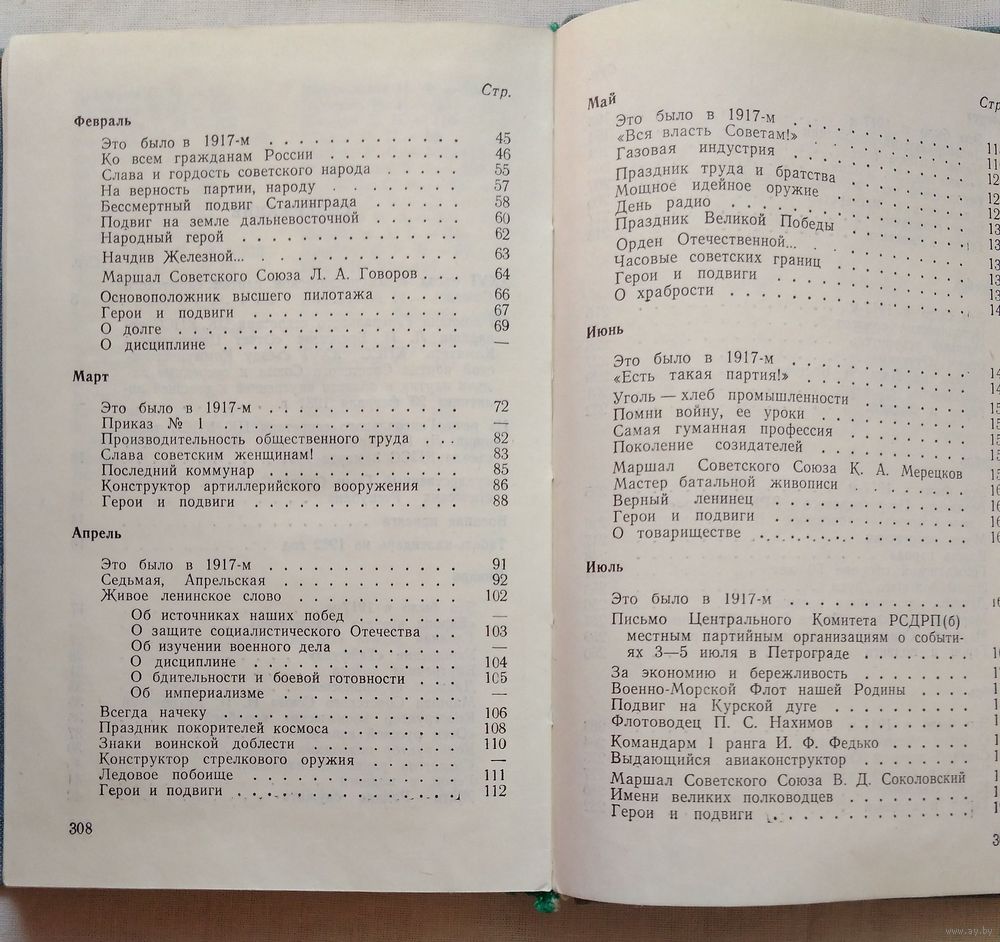 Стр.
Февраль
Это было в 1917-м . . . . . . . . . . . . 45
Ко всем гражданам России . . . . . . . . . 46
Слава и гордость советского народа . . . . . 55
На верность партии, народу . . . . . . . . . 57
Бессмертный подвиг Сталинграда . . . . . . 58
Подвиг на земле дальневосточной . . . . . . 60
Народный герой . . . . . . . . . . . . . 62
Начдив Железной... . . . . . . . . . . . . 63
Маршал Советского Союза Л. А. Говоров . . . 64
Основоположник высшего пилотажа . . . . . 66
Герои и подвиги . . . . . . . . . . . . . 67
О долге . . . . . . . . . . . . . . . . . 69
О дисциплине . . . . . . . . . . . . . . —
Март
Это было в 1917-м . . . . . . . . . . . . 72
Приказ № 1 . . . . . . . . . . . . . . . —
Производительность общественного труда . . . 82
Слава советским женщинам! . . . . . . . . . 83
Последний коммунар . . . . . . . . . . . . 85
Конструктор артиллерийского вооружения . . 86
Герои и подвиги . . . . . . . . . . . . . 88
Апрель
Это было в 1917-м . . . . . . . . . . . . 91
Седьмая, Апрельская . . . . . . . . . . . 92
Живое ленинское слово . . . . . . . . . . 102
Об источниках наших побед . . . . . . . —
О защите социалистического Отечества . . . 103
Об изучении военного дела . . . . . . . . —
О дисциплине . . . . . . . . . . . . . 104
О бдительности и боевой готовности . . . . 105
Об империализме . . . . . . . . . . . . —
Всегда начеку . . . . . . . . . . . . . . 106
Праздник покорителей космоса . . . . . . . . 108
Знаки воинской доблести . . . . . . . . . . 110
Конструктор стрелкового оружия . . . . . . —
Ледовое побоище . . . . . . . . . . . . . 111
Герои и подвиги . . . . . . . . . . . . . 112
308
Стр
Май
Это было в 1917-м . . . . . . . . . .
«Вся власть Советам!» . . . . . . . . .
Газовая индустрия . . . . . . . . . .
Праздник труда и братства . . . . . . .
Мощное идейное оружие . . . . . . . .
День радио . . . . . . . . . . . . .
Праздник Великой Победы . . . . . . .
Орден Отечественной... . . . . . . . .
Часовые советских границ . . . . . . .
Герои и подвиги . . . . . . . . . . .
О храбрости . . . . . . . . . . . . .
Июнь
Это было в 1917-м . . . . . . . . . .
«Есть такая партия!» . . . . . . . . .
Уголь — хлеб промышленности . . . . . .
Помни войну, ее уроки . . . . . . . . .
Самая гуманная профессия . . . . . . .
Поколение созидателей . . . . . . . . .
Маршал Советского Союза К. А. Мерецков
Мастер батальной живописи . . . . . . .
Верный ленинец . . . . . . . . . . .
Герои и подвиги . . . . . . . . . . .
О товариществе . . . . . . . . . . .
Июль
Это было в 1917-м . . . . . . . . . . .
Письмо Центрального Комитета РСДРП(б)
местным партийным организациям о событи-
ях 3—5 июля в Петрограде . . . . . . .
За экономию и бережливость . . . . . . .
Военно-Морской Флот нашей Родины . . . .
Подвиг на Курской дуге . . . . . . . . .
Флотоводец П. С. Нахимов . . . . . . . .
Командарм 1 ранга И. Ф. Федько . . . . . .
Выдающийся авиаконструктор . . . . . . .
Маршал Советского Союза В. Д. Соколовский
Имени великих полководцев . . . . . . . .
Герои и подвиги . . . . . . . . . . . .
www.ay.by